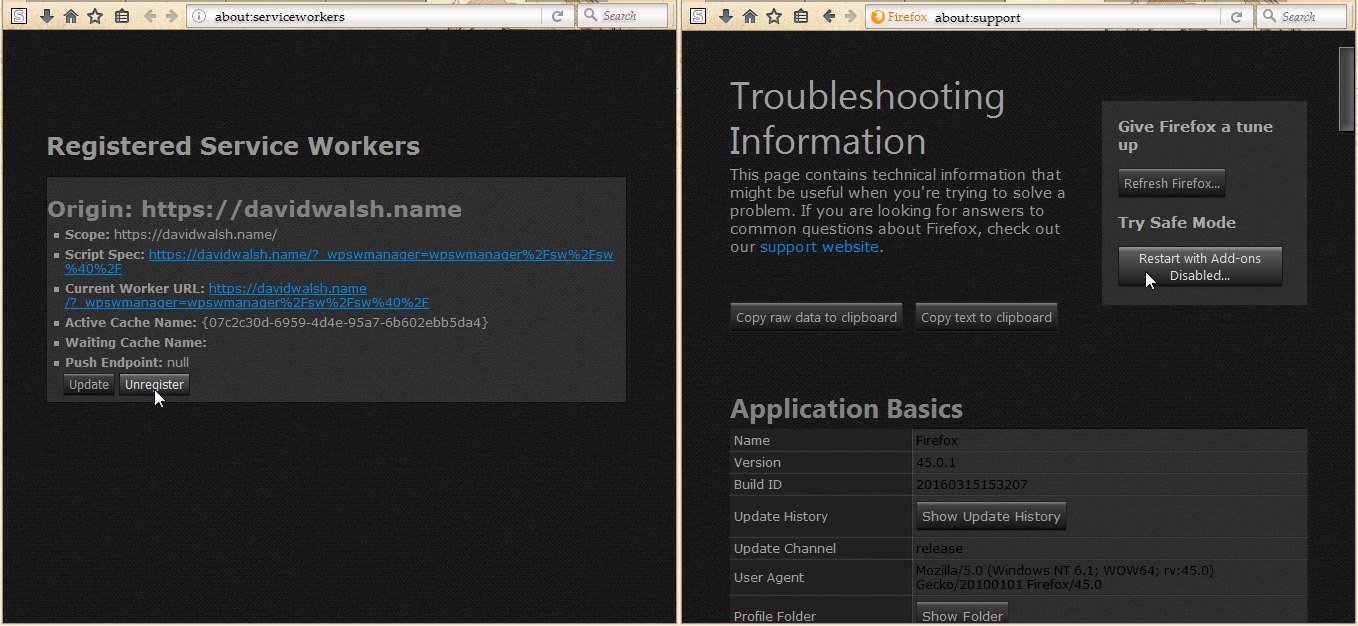 about:serviceworkers
Search
Registered Service Workers
Origin: https://davidwalsh.name
Scope: https://davidwalsh.name/
Script Spec: https://davidwalsh.name/?_wpswmanager=wpswmanager%2Fsw%2Fsw
%40%2F
Current Worker URL: https://davidwalsh.name
/?_wpswmanager=wpswmanager%2Fsw%2Fsw%40%2F
Active Cache Name: {07c2c30d-6959-4d4e-95a7-6b602ebb5da4}
Waiting Cache Name:
Push Endpoint: null
Update Unregister
Firefox about:support
Search
Troubleshooting
Information
This page contains technical information that
might be useful when you're trying to solve a
problem. If you are looking for answers to
common questions about Firefox, check out
our support website.
Give Firefox a tune
up
Refresh Firefox...
Try Safe Mode
Restart with Add-ons
Disabled...
Copy raw data to clipboard Copy text to clipboard
Application Basics
Name Firefox
Version 45.0.1
Build ID 20160315153207
Update History Show Update History
Update Channel release
User Agent Mozilla/5.0 (Windows NT 6.1; WOW64; rv:45.0)
Gecko/20100101 Firefox/45.0
Profile Folder Show Folder